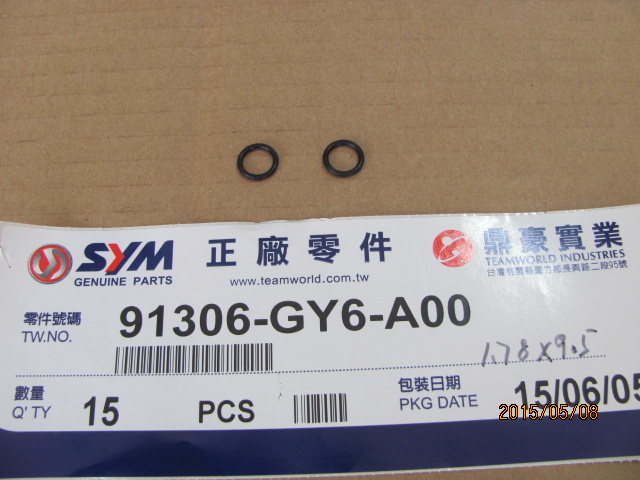 SYM
GENUINE PARTS
正廠零件
www.teamworld.com.tw
鼎豪實業
TEAMWORLD INDUSTRIES
零件號碼
TW.NO.
91306-GY6-A00
1.78x9.5
數量
Q'TY
15
PCS
包裝日期
PKG DATE
15/06/05
2015/05/08